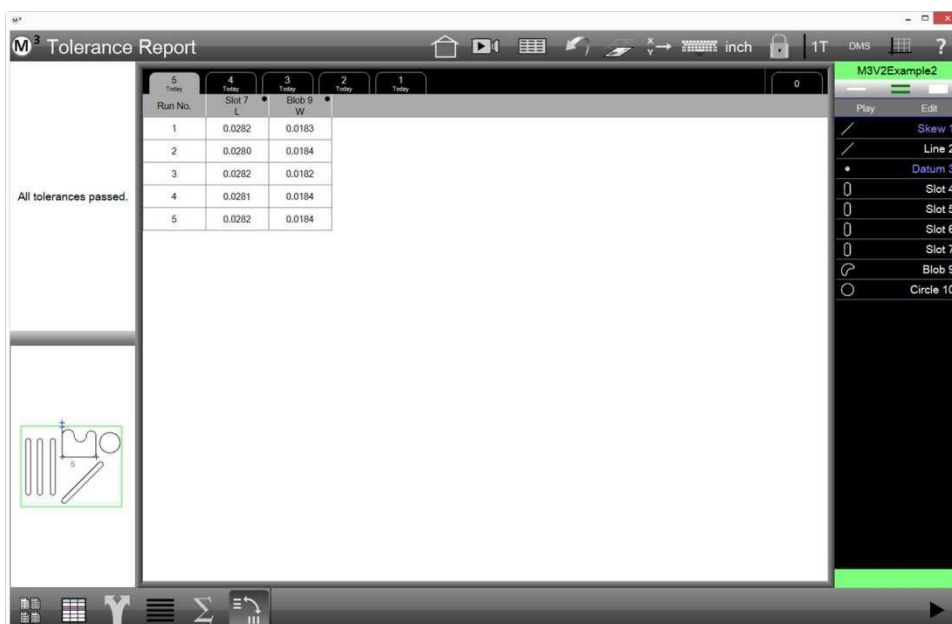 M³
M³ Tolerance Report
inch
1T
DMS
?
M3V2Example2
Play Edit
5 Today
4 Today
3 Today
2 Today
1 Today
0
Run No. Slot 7 L Blob 9 W
1 0.0282 0.0183
2 0.0280 0.0184
3 0.0282 0.0182
4 0.0281 0.0184
5 0.0282 0.0184
All tolerances passed.
5
Skew 1
Line 2
Datum 3
Slot 4
Slot 5
Slot 6
Slot 7
Blob 9
Circle 10